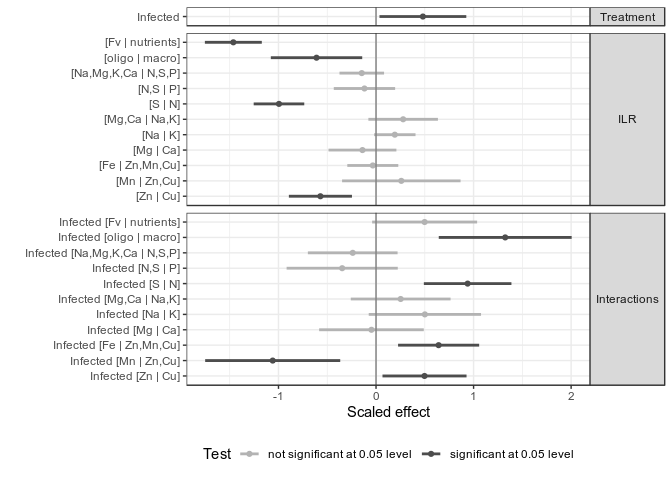 Infected
Treatment
[Fv | nutrients]
[oligo | macro]
[Na,Mg,K,Ca | N,S,P]
[N,S | P]
[S | N]
[Mg,Ca | Na,K]
[Na | K]
[Mg | Ca]
[Fe | Zn,Mn,Cu]
[Mn | Zn,Cu]
[Zn | Cu]
ILR
Infected [Fv | nutrients]
Infected [oligo | macro]
Infected [Na,Mg,K,Ca | N,S,P]
Infected [N,S | P]
Infected [S | N]
Infected [Mg,Ca | Na,K]
Infected [Na | K]
Infected [Mg | Ca]
Infected [Fe | Zn,Mn,Cu]
Infected [Mn | Zn,Cu]
Infected [Zn | Cu]
Interactions
-1 0 1 2
Scaled effect
Test not significant at 0.05 level significant at 0.05 level